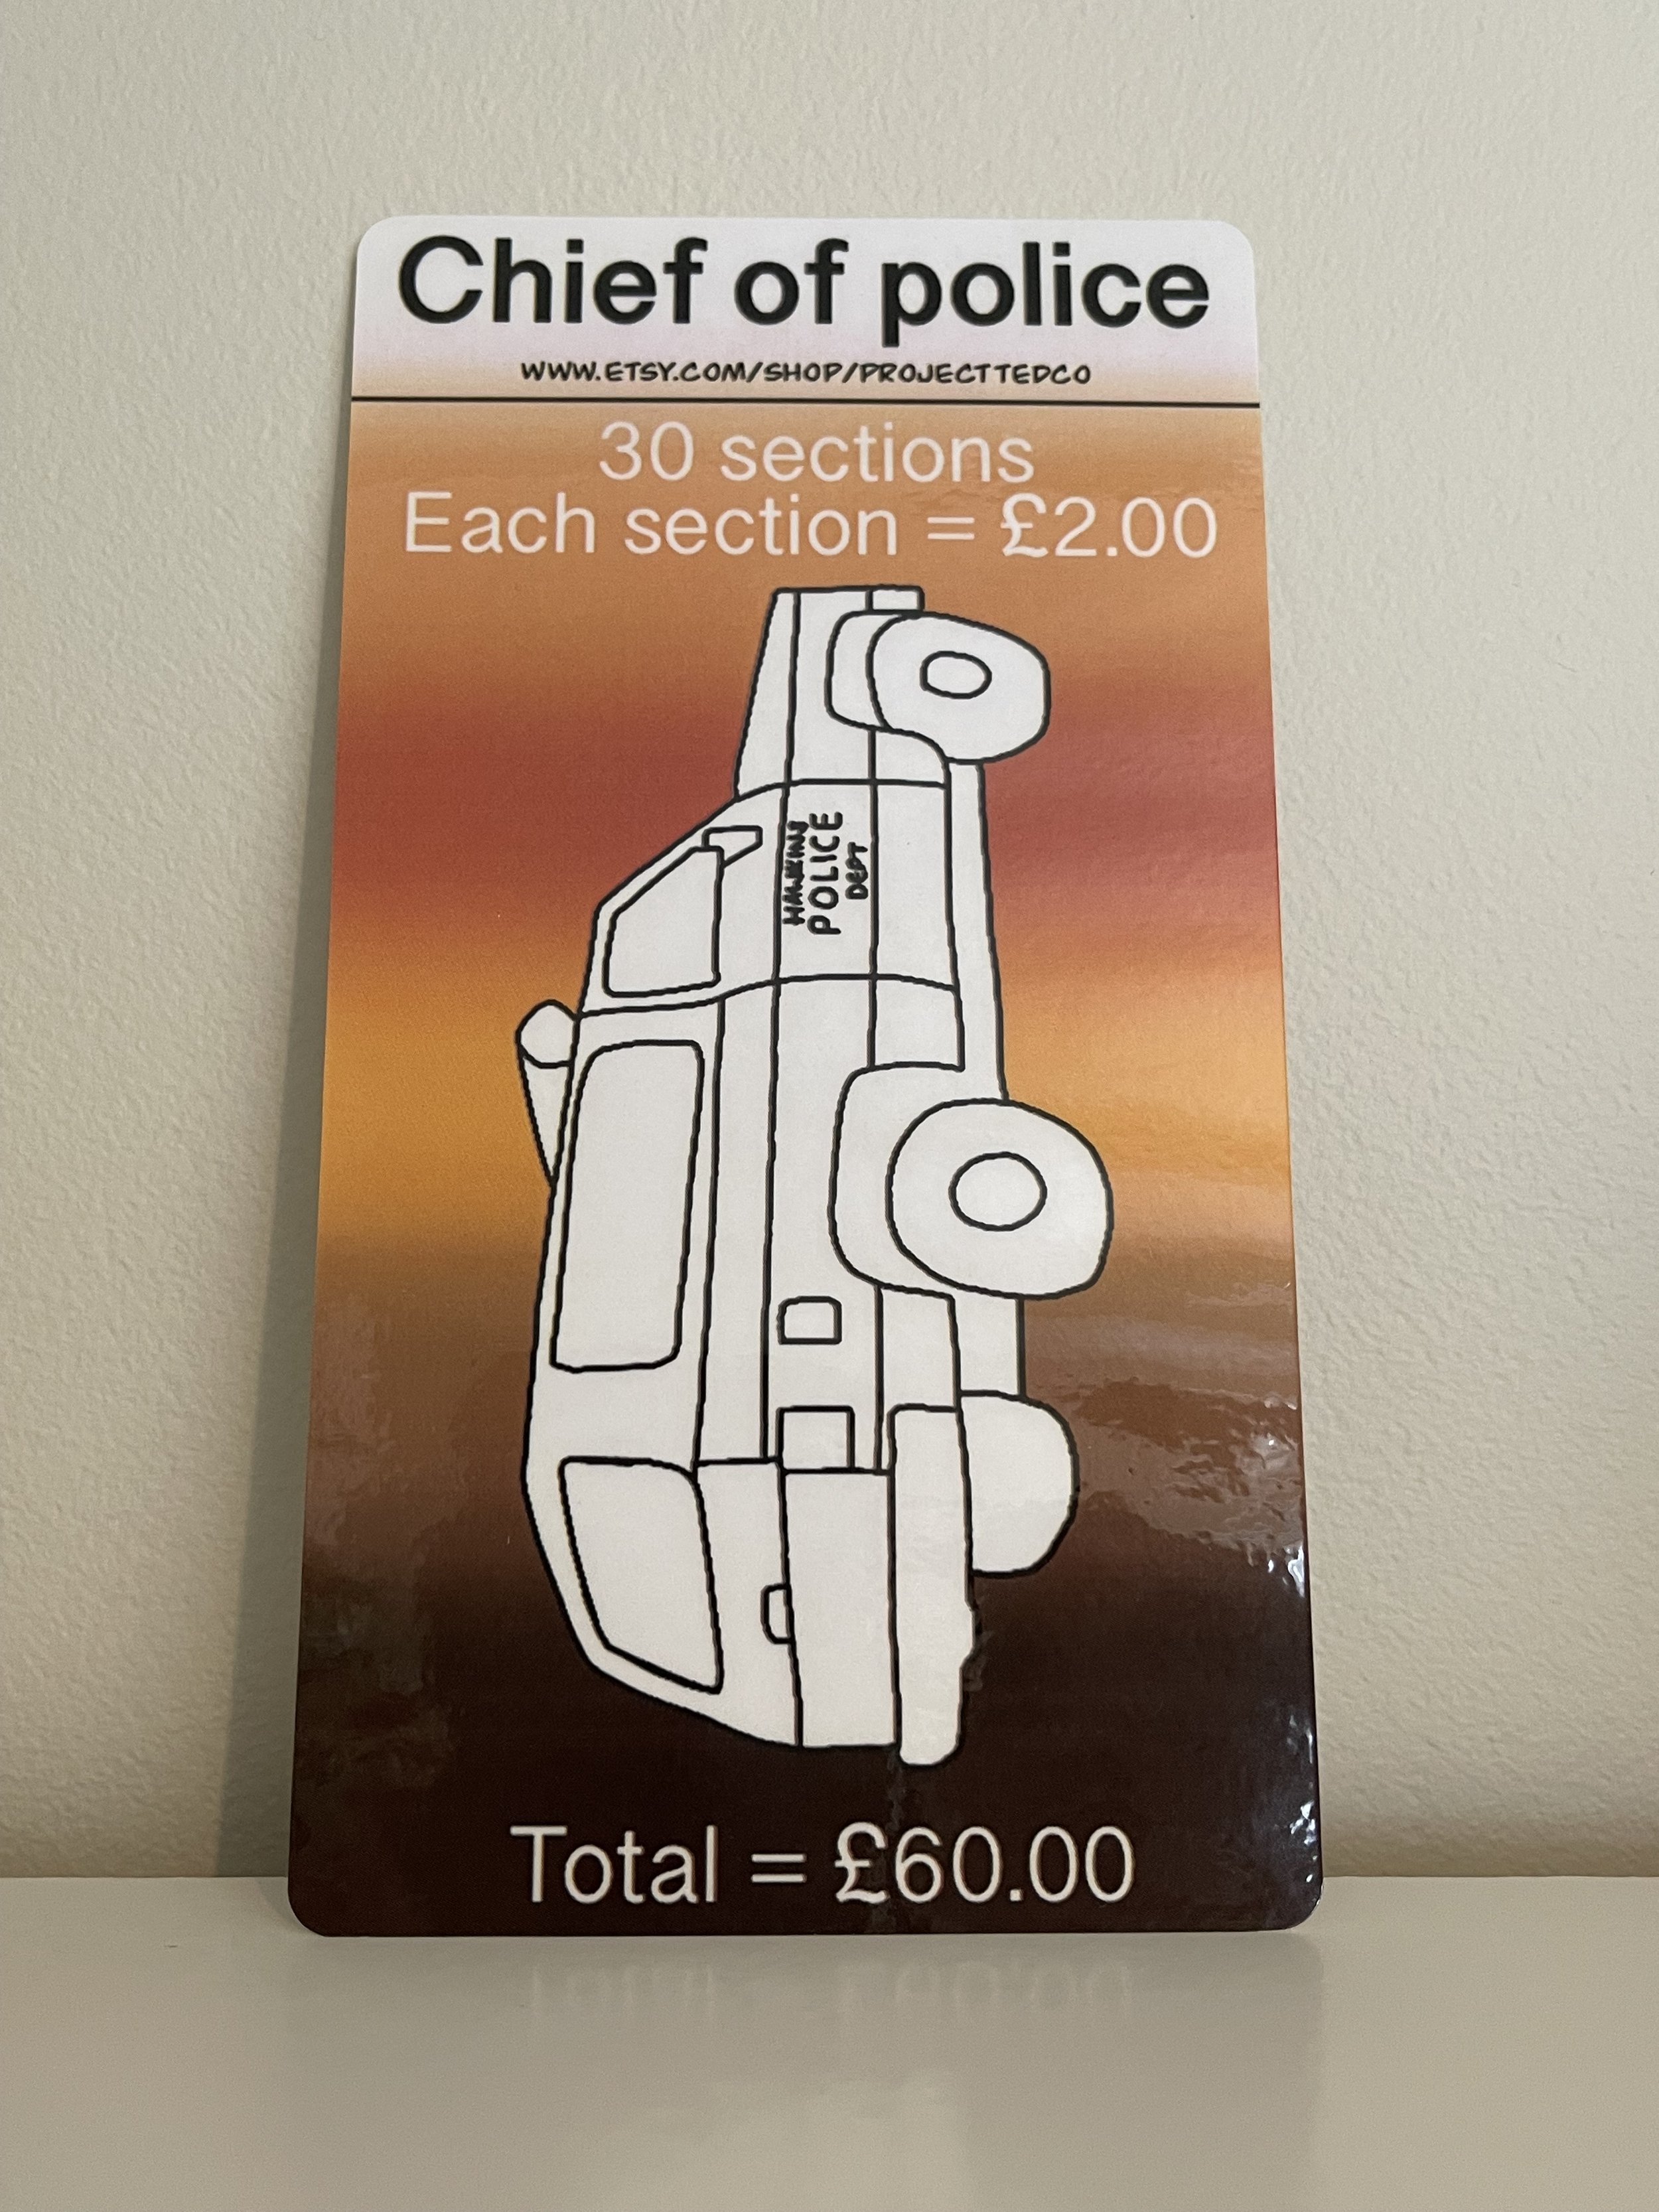 Chief of police
WWW.ETSY.COM/SHOP/PROJECTTEDCO
30 sections
Each section = £2.00
HAWKINS
POLICE
DEPT
Total = £60.00